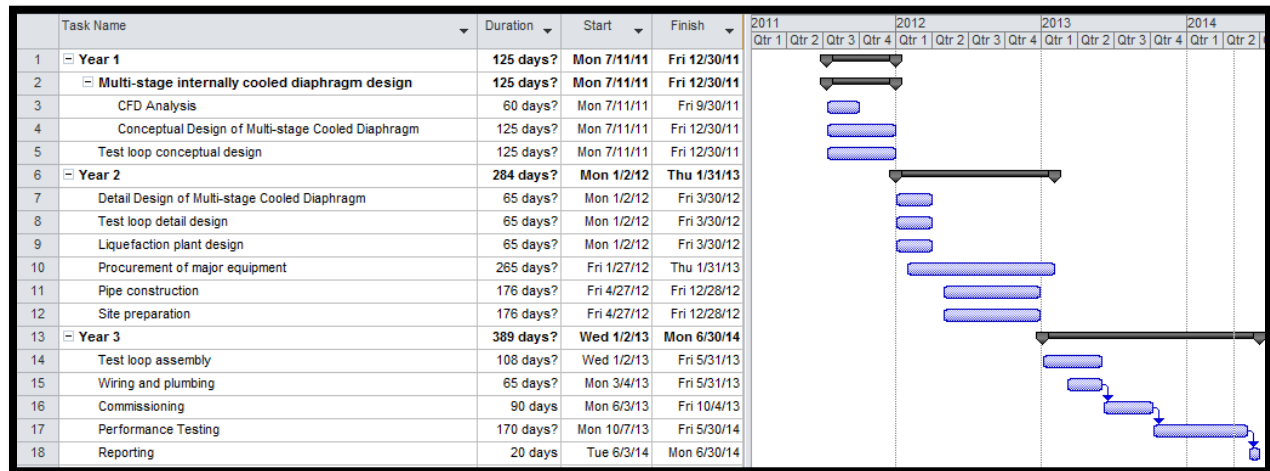 Task Name Duration Start Finish 2011 2012 2013 2014
Qtr 1 Qtr 2 Qtr 3 Qtr 4 Qtr 1 Qtr 2 Qtr 3 Qtr 4 Qtr 1 Qtr 2 Qtr 3 Qtr 4 Qtr 1 Qtr 2
1 Year 1 125 days? Mon 7/11/11 Fri 12/30/11
2 Multi-stage internally cooled diaphragm design 125 days? Mon 7/11/11 Fri 12/30/11
3 CFD Analysis 60 days? Mon 7/11/11 Fri 9/30/11
4 Conceptual Design of Multi-stage Cooled Diaphragm 125 days? Mon 7/11/11 Fri 12/30/11
5 Test loop conceptual design 125 days? Mon 7/11/11 Fri 12/30/11
6 Year 2 284 days? Mon 1/2/12 Thu 1/31/13
7 Detail Design of Multi-stage Cooled Diaphragm 65 days? Mon 1/2/12 Fri 3/30/12
8 Test loop detail design 65 days? Mon 1/2/12 Fri 3/30/12
9 Liquefaction plant design 65 days? Mon 1/2/12 Fri 3/30/12
10 Procurement of major equipment 265 days? Fri 1/27/12 Thu 1/31/13
11 Pipe construction 176 days? Fri 4/27/12 Fri 12/28/12
12 Site preparation 176 days? Fri 4/27/12 Fri 12/28/12
13 Year 3 389 days? Wed 1/2/13 Mon 6/30/14
14 Test loop assembly 108 days? Wed 1/2/13 Fri 5/31/13
15 Wiring and plumbing 65 days? Mon 3/4/13 Fri 5/31/13
16 Commissioning 90 days Mon 6/3/13 Fri 10/4/13
17 Performance Testing 170 days? Mon 10/7/13 Fri 5/30/14
18 Reporting 20 days Tue 6/3/14 Mon 6/30/14